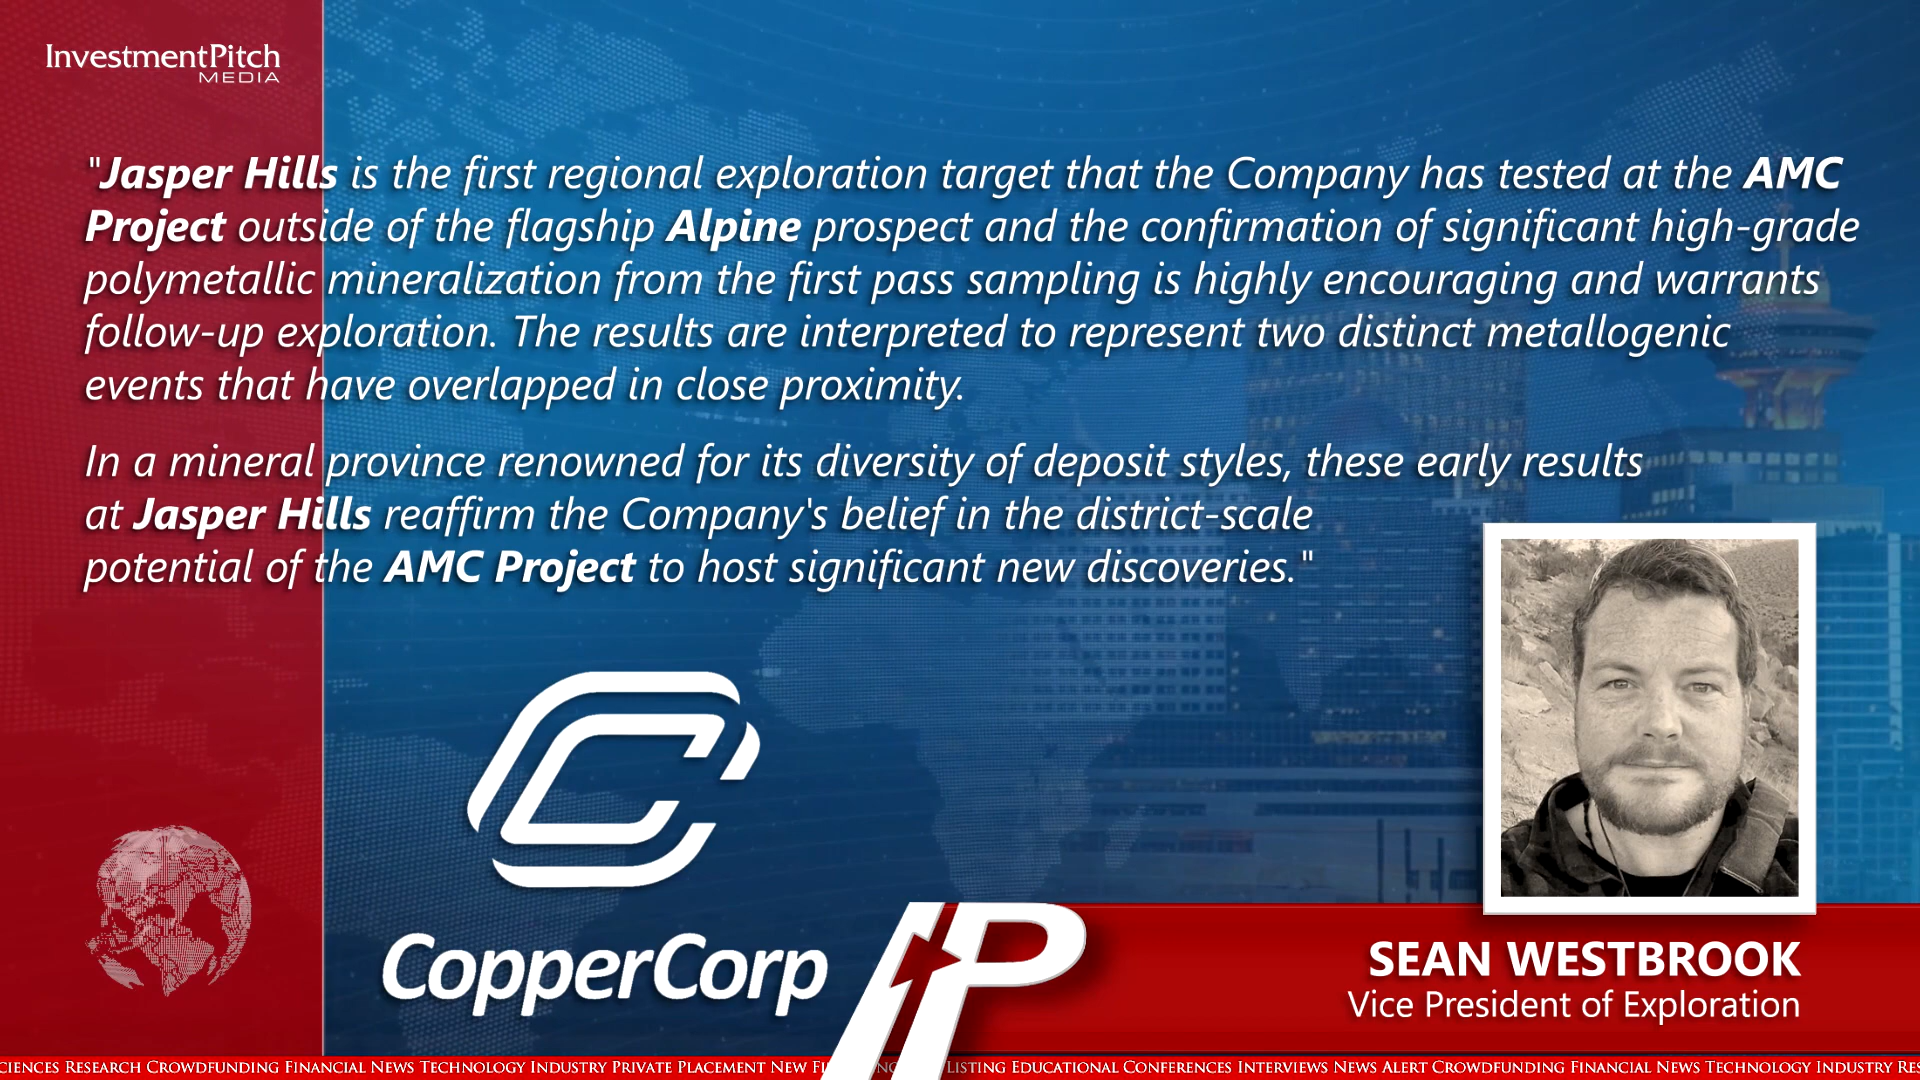 InvestmentPitch
MEDIA
"Jasper Hills is the first regional exploration target that the Company has tested at the AMC
Project outside of the flagship Alpine prospect and the confirmation of significant high-grade
polymetallic mineralization from the first pass sampling is highly encouraging and warrants
follow-up exploration. The results are interpreted to represent two distinct metallogenic
events that have overlapped in close proximity.
In a mineral province renowned for its diversity of deposit styles, these early results
at Jasper Hills reaffirm the Company's belief in the district-scale
potential of the AMC Project to host significant new discoveries."
CopperCorp
IP
SEAN WESTBROOK
Vice President of Exploration
RESEARCH CROWDFUNDING FINANCIAL NEWS TECHNOLOGY INDUSTRY PRIVATE PLACEMENT NEW LISTING EDUCATIONAL CONFERENCES INTERVIEWS NEWS ALERT CROWDFUNDING FINANCIAL NEWS TECHNOLOGY INDUSTRY